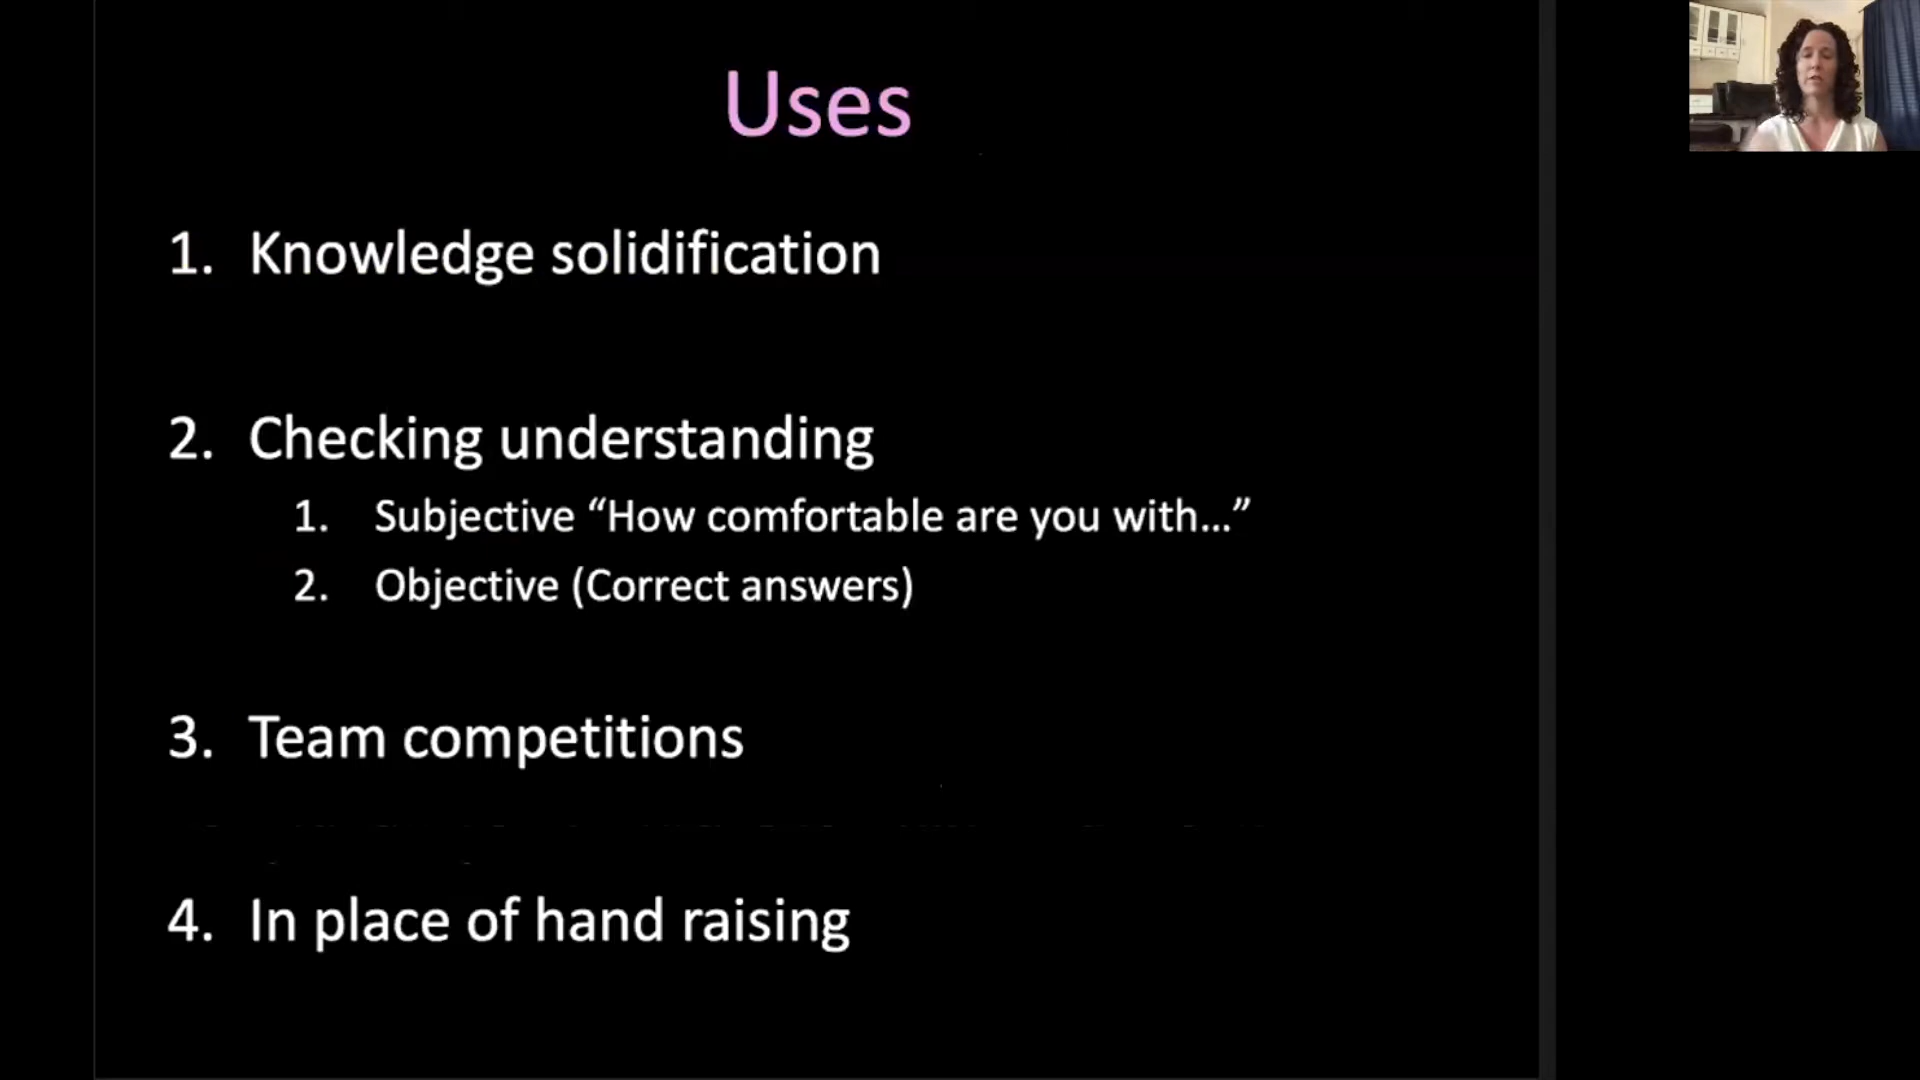 Uses
1. Knowledge solidification
2. Checking understanding
1. Subjective “How comfortable are you with...”
2. Objective (Correct answers)
3. Team competitions
4. In place of hand raising